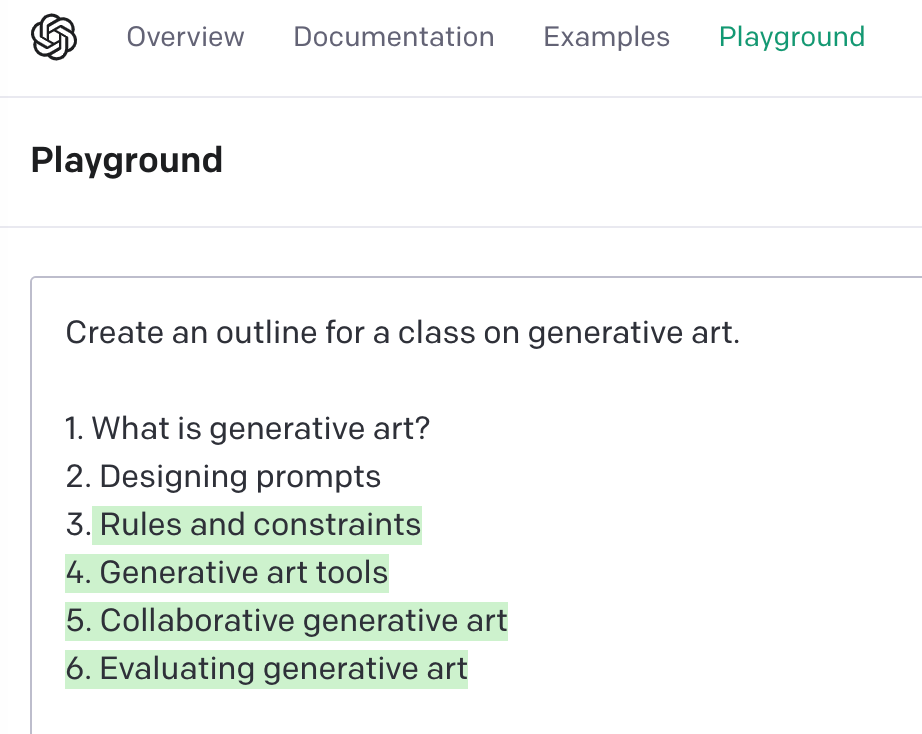 Overview Documentation Examples Playground
Playground
Create an outline for a class on generative art.
1. What is generative art?
2. Designing prompts
3. Rules and constraints
4. Generative art tools
5. Collaborative generative art
6. Evaluating generative art